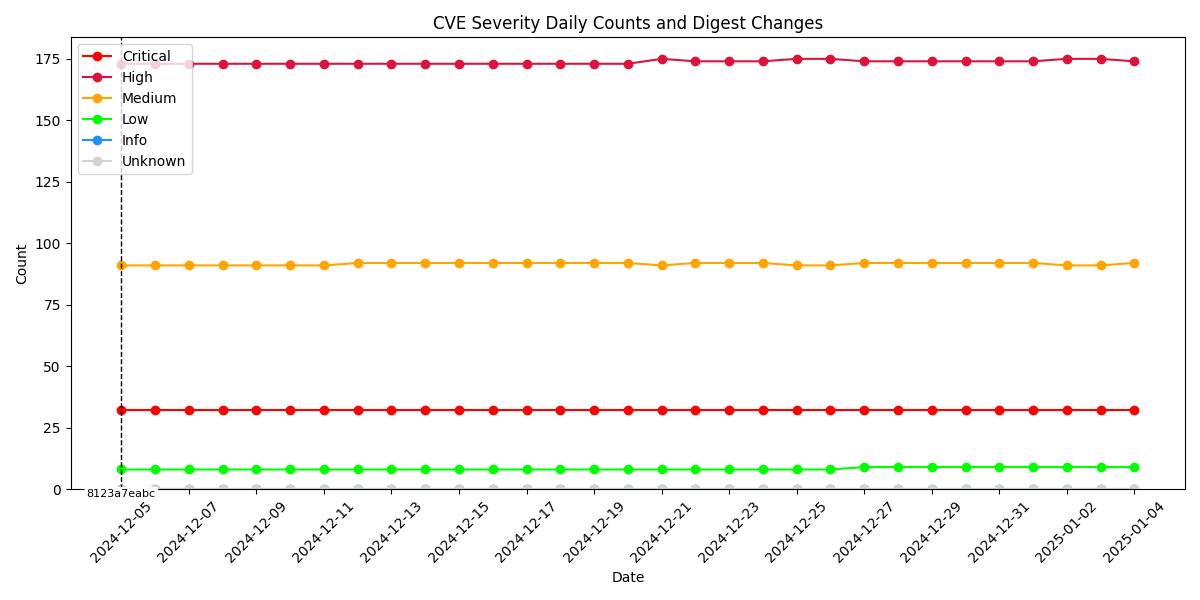 CVE Severity Daily Counts and Digest Changes
Critical
High
Medium
Low
Info
Unknown
175
150
125
100
75
50
25
0
Count
8123a7eabc
2024-12-05
2024-12-07
2024-12-09
2024-12-11
2024-12-13
2024-12-15
2024-12-17
2024-12-19
2024-12-21
2024-12-23
2024-12-25
2024-12-27
2024-12-29
2024-12-31
2025-01-02
2025-01-04
Date